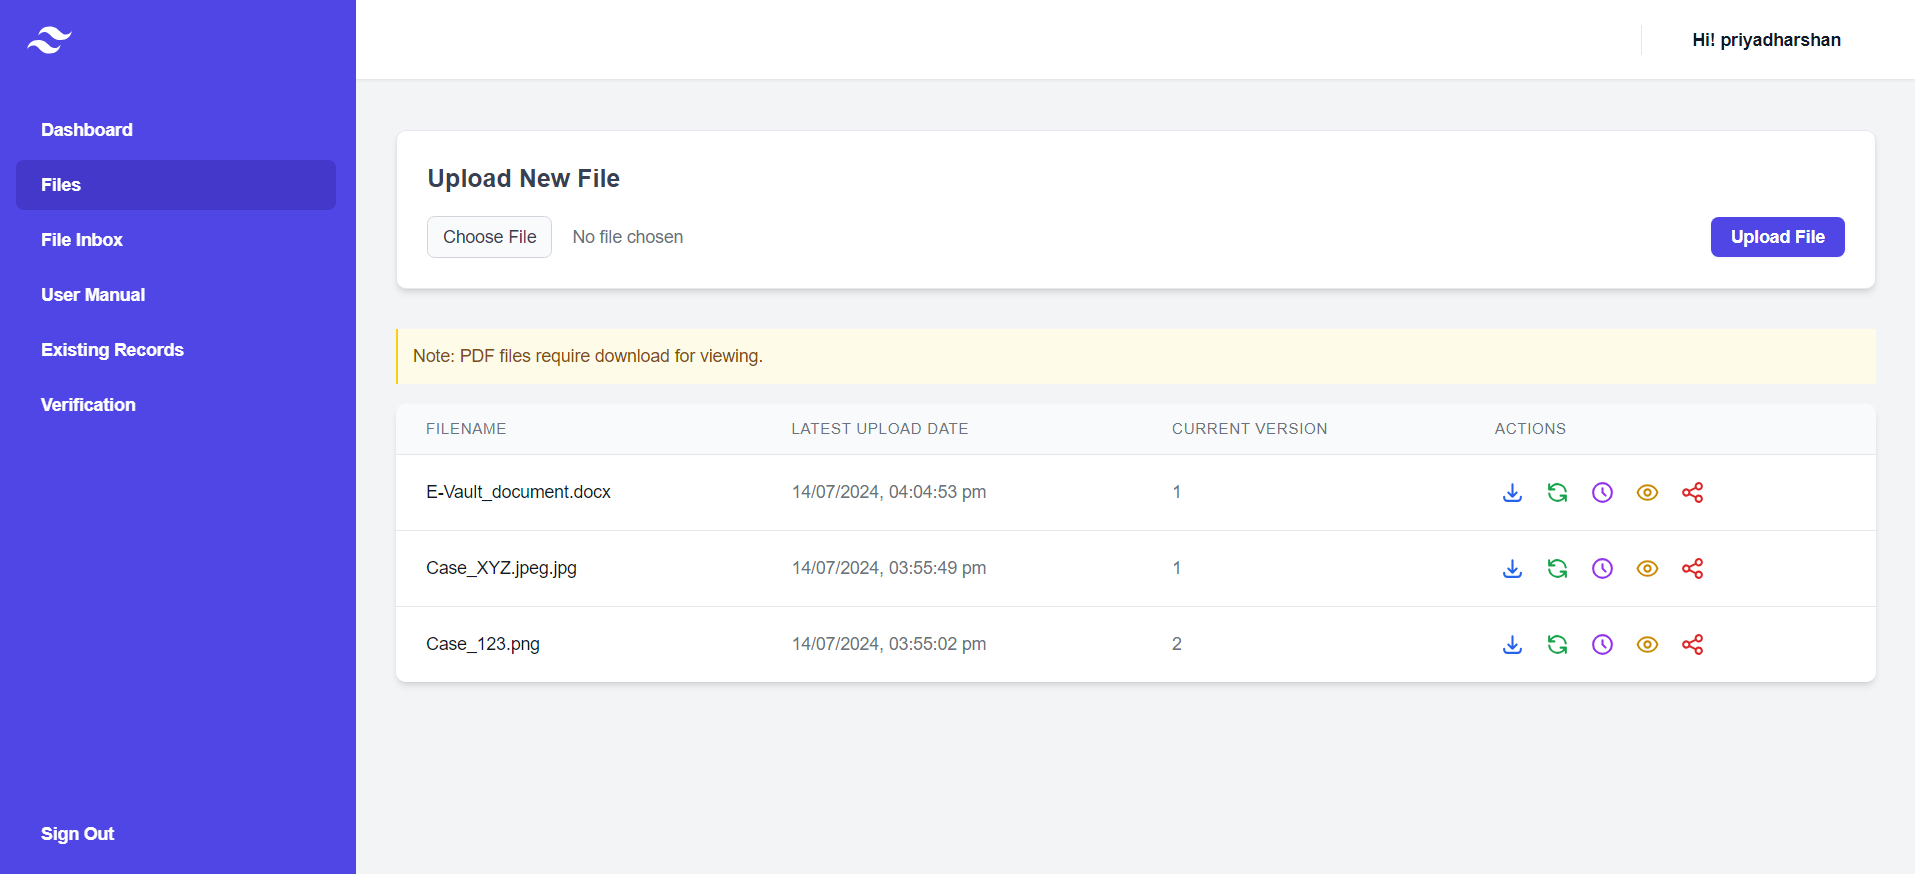 Hi! priyadharshan
Dashboard
Files
File Inbox
User Manual
Existing Records
Verification
Sign Out
Upload New File
Choose File No file chosen Upload File
Note: PDF files require download for viewing.
FILENAME LATEST UPLOAD DATE CURRENT VERSION ACTIONS
E-Vault_document.docx 14/07/2024, 04:04:53 pm 1
Case_XYZ.jpeg.jpg 14/07/2024, 03:55:49 pm 1
Case_123.png 14/07/2024, 03:55:02 pm 2